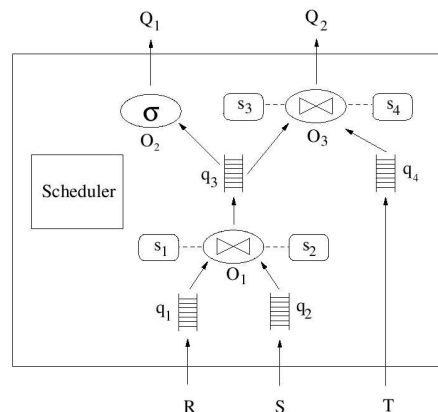 Q1 Q2
s3 s4
σ
O2 O3
Scheduler
q3 q4
s1 s2
O1
q1 q2
R S T